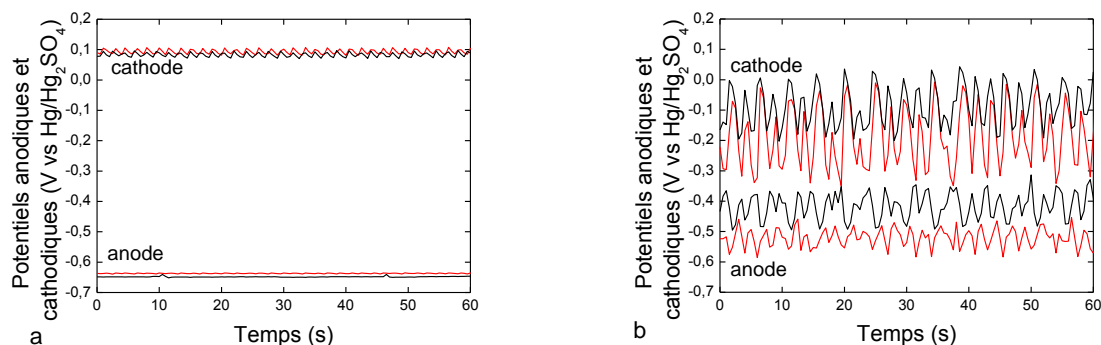 Potentiels anodiques et
cathodiques (V vs Hg/Hg₂SO₄)
0,2
0,1
0,0
-0,1
-0,2
-0,3
-0,4
-0,5
-0,6
-0,7
cathode
anode
0 10 20 30 40 50 60
Temps (s)
a
Potentiels anodiques et
cathodiques (V vs Hg/Hg₂SO₄)
0,2
0,1
0,0
-0,1
-0,2
-0,3
-0,4
-0,5
-0,6
-0,7
cathode
anode
0 10 20 30 40 50 60
Temps (s)
b